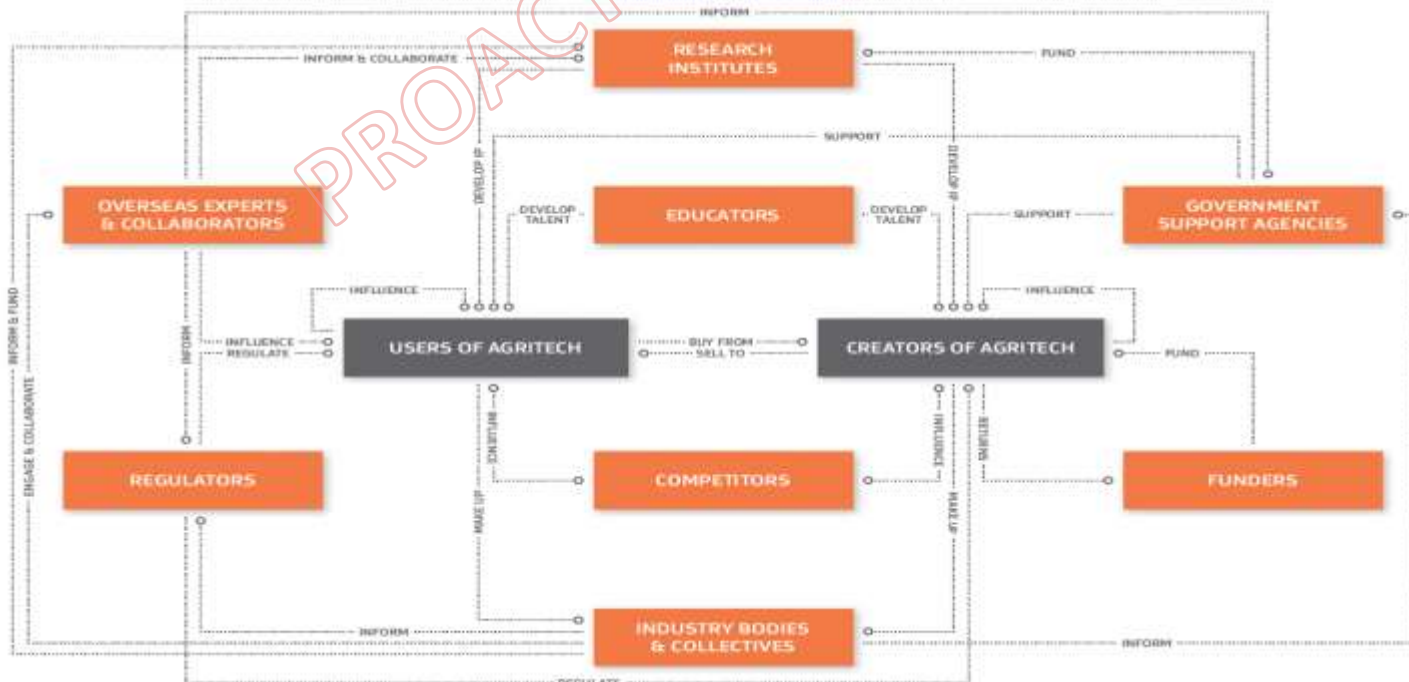 INFORM
RESEARCH
INSTITUTES
INFORM & COLLABORATE
FUND
PROACT
SUPPORT
DEVELOP IP
DEVELOP IP
OVERSEAS EXPERTS
& COLLABORATORS
DEVELOP
TALENT
EDUCATORS
DEVELOP
TALENT
SUPPORT
GOVERNMENT
SUPPORT AGENCIES
INFLUENCE
INFLUENCE
INFORM & FUND
INFORM
INFLUENCE
REGULATE
USERS OF AGRITECH
BUY FROM
SELL TO
CREATORS OF AGRITECH
FUND
ENGAGE & COLLABORATE
INFLUENCE
INFLUENCE
RETURNS
REGULATORS
COMPETITORS
FUNDERS
MAKE UP
MAKE UP
INFORM
INDUSTRY BODIES
& COLLECTIVES
INFORM
REGULATE